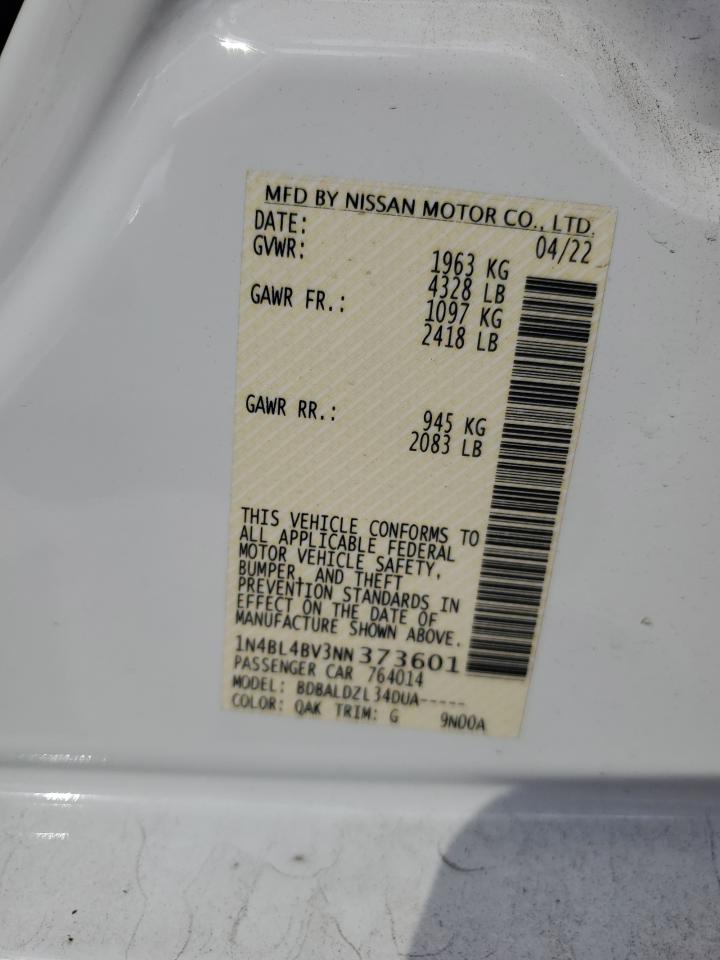 MFD BY NISSAN MOTOR CO., LTD.
DATE: 04/22
GVWR: 1963 KG
4328 LB
GAWR FR.: 1097 KG
2418 LB
GAWR RR.: 945 KG
2083 LB
THIS VEHICLE CONFORMS TO
ALL APPLICABLE FEDERAL
MOTOR VEHICLE SAFETY,
BUMPER, AND THEFT
PREVENTION STANDARDS IN
EFFECT ON THE DATE OF
MANUFACTURE SHOWN ABOVE.
1N4BL4BV3NN373601
PASSENGER CAR 764014
MODEL: BDBALDZL34DUA-----
COLOR: QAK TRIM: G 9N00A